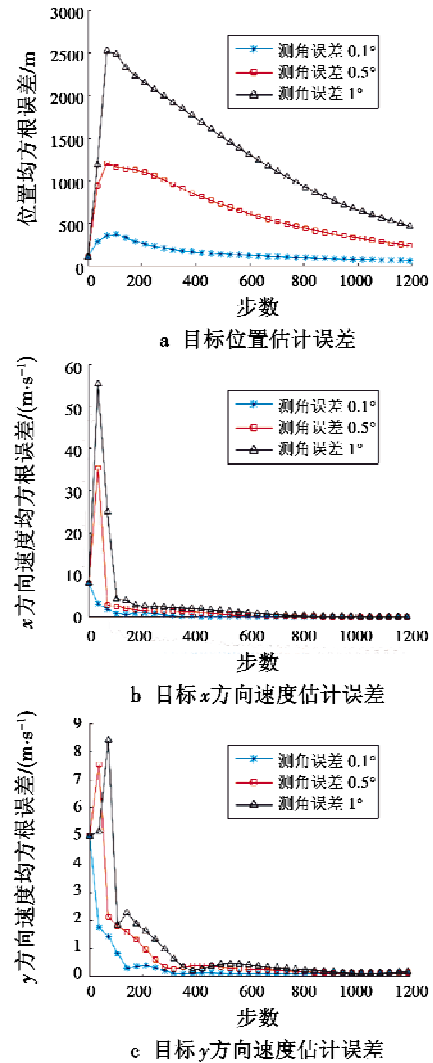 位置均方根误差/m
3000
2500
2000
1500
1000
500
0
测角误差 0.1°
测角误差 0.5°
测角误差 1°
0 200 400 600 800 1000 1200
步数
a 目标位置估计误差
x方向速度均方根误差/(m·s⁻¹)
60
50
40
30
20
10
0
测角误差 0.1°
测角误差 0.5°
测角误差 1°
0 200 400 600 800 1000 1200
步数
b 目标x方向速度估计误差
y方向速度均方根误差/(m·s⁻¹)
9
8
7
6
5
4
3
2
1
0
测角误差 0.1°
测角误差 0.5°
测角误差 1°
0 200 400 600 800 1000 1200
步数
c 目标y方向速度估计误差